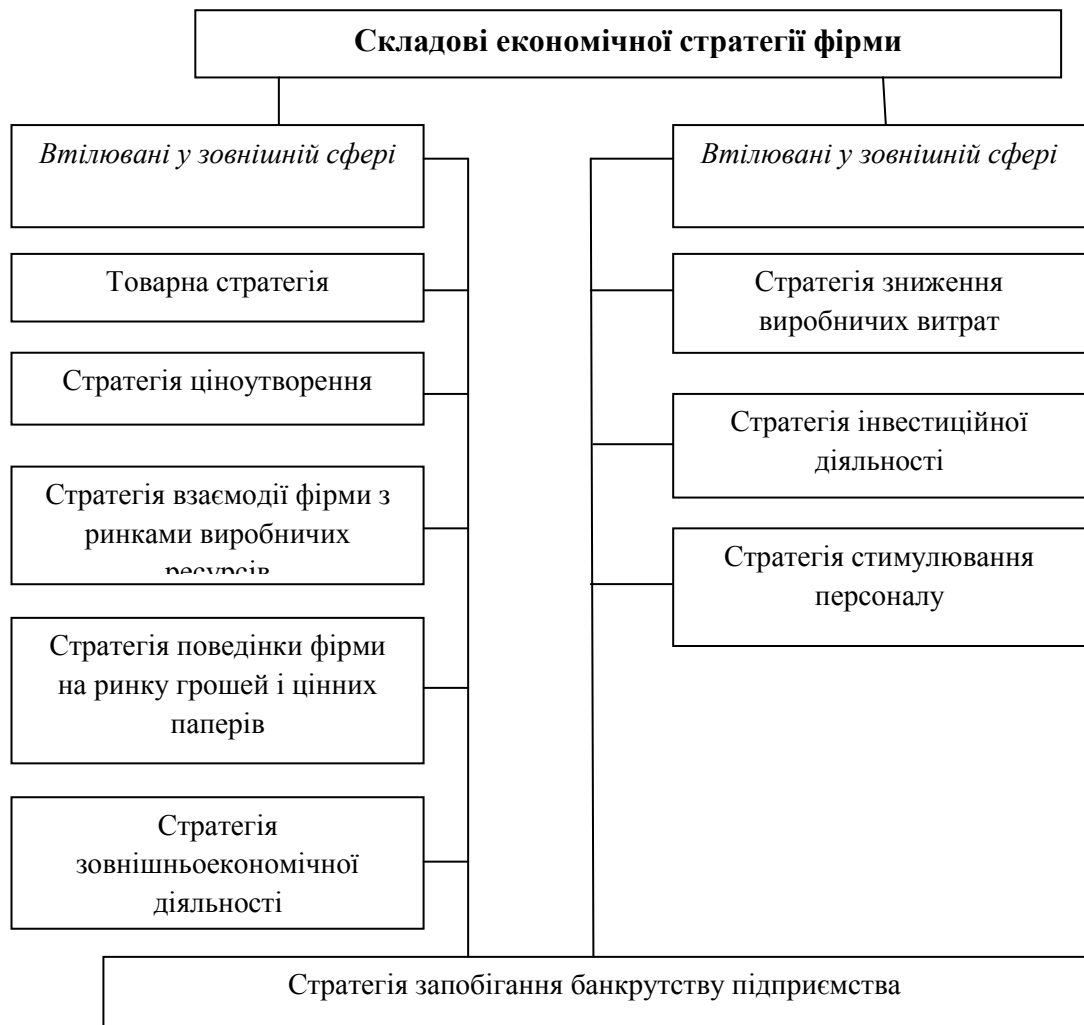 Складові економічної стратегії фірми
Втілювані у зовнішній сфері
Товарна стратегія
Стратегія ціноутворення
Стратегія взаємодії фірми з
ринками виробничих
ресурсів
Стратегія поведінки фірми
на ринку грошей і цінних
паперів
Стратегія
зовнішньоекономічної
діяльності
Втілювані у зовнішній сфері
Стратегія зниження
виробничих витрат
Стратегія інвестиційної
діяльності
Стратегія стимулювання
персоналу
Стратегія запобігання банкрутству підприємства